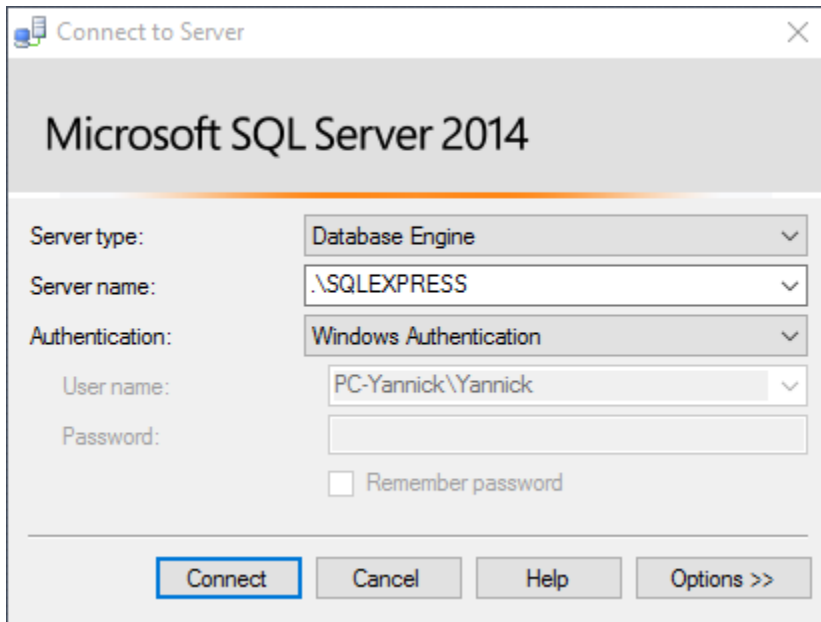 Connect to Server
Microsoft SQL Server 2014
Server type: Database Engine
Server name: .\SQLEXPRESS
Authentication: Windows Authentication
User name: PC-Yannick\Yannick
Password:
Remember password
Connect Cancel Help Options >>